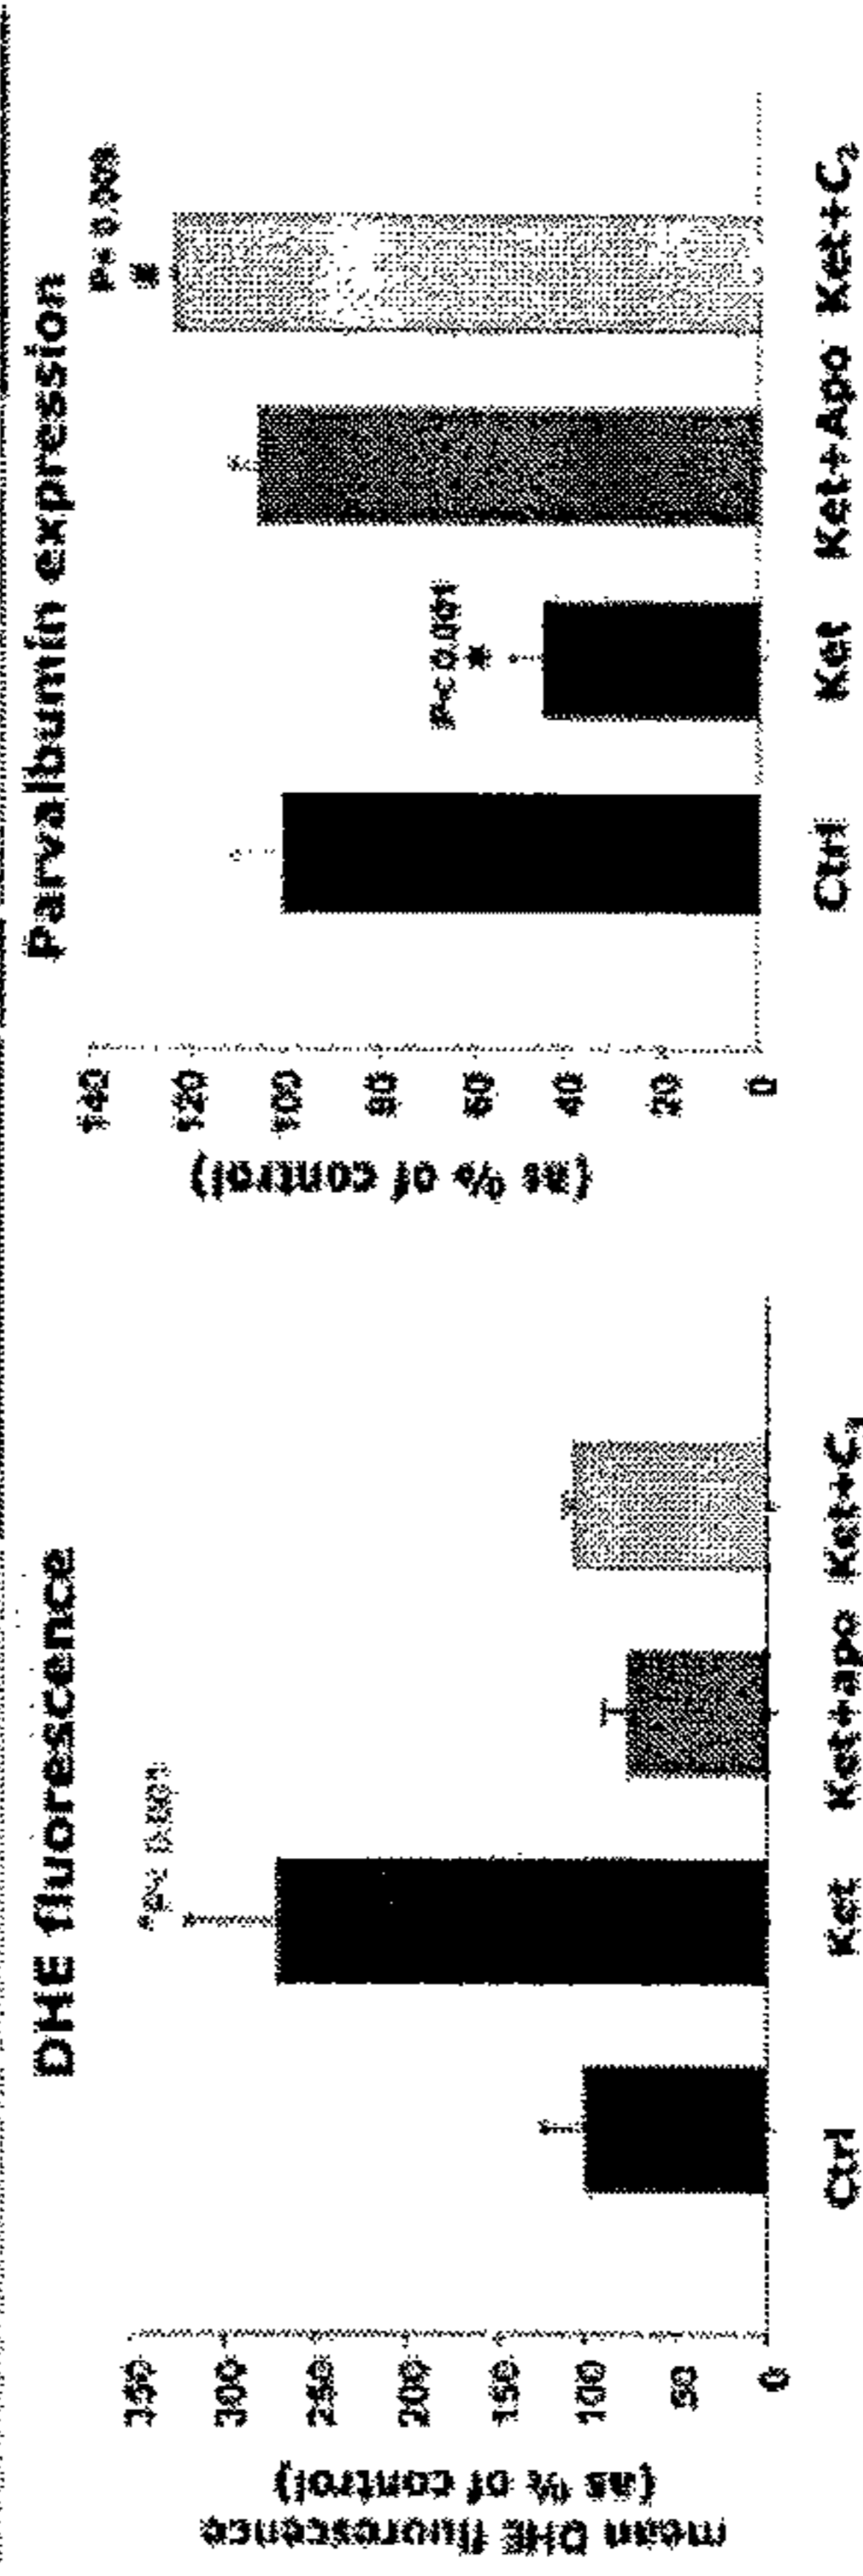 DHE fluorescence
mean DHE fluorescence
(as % of control)
350
300
250
200
150
100
50
0
Ctrl Ket Ket+apo Ket+C
Parvalbumin expression
(as % of control)
140
120
100
80
60
40
20
0
P< 0.001
*
*
Ctrl Ket Ket+Apo Ket+C